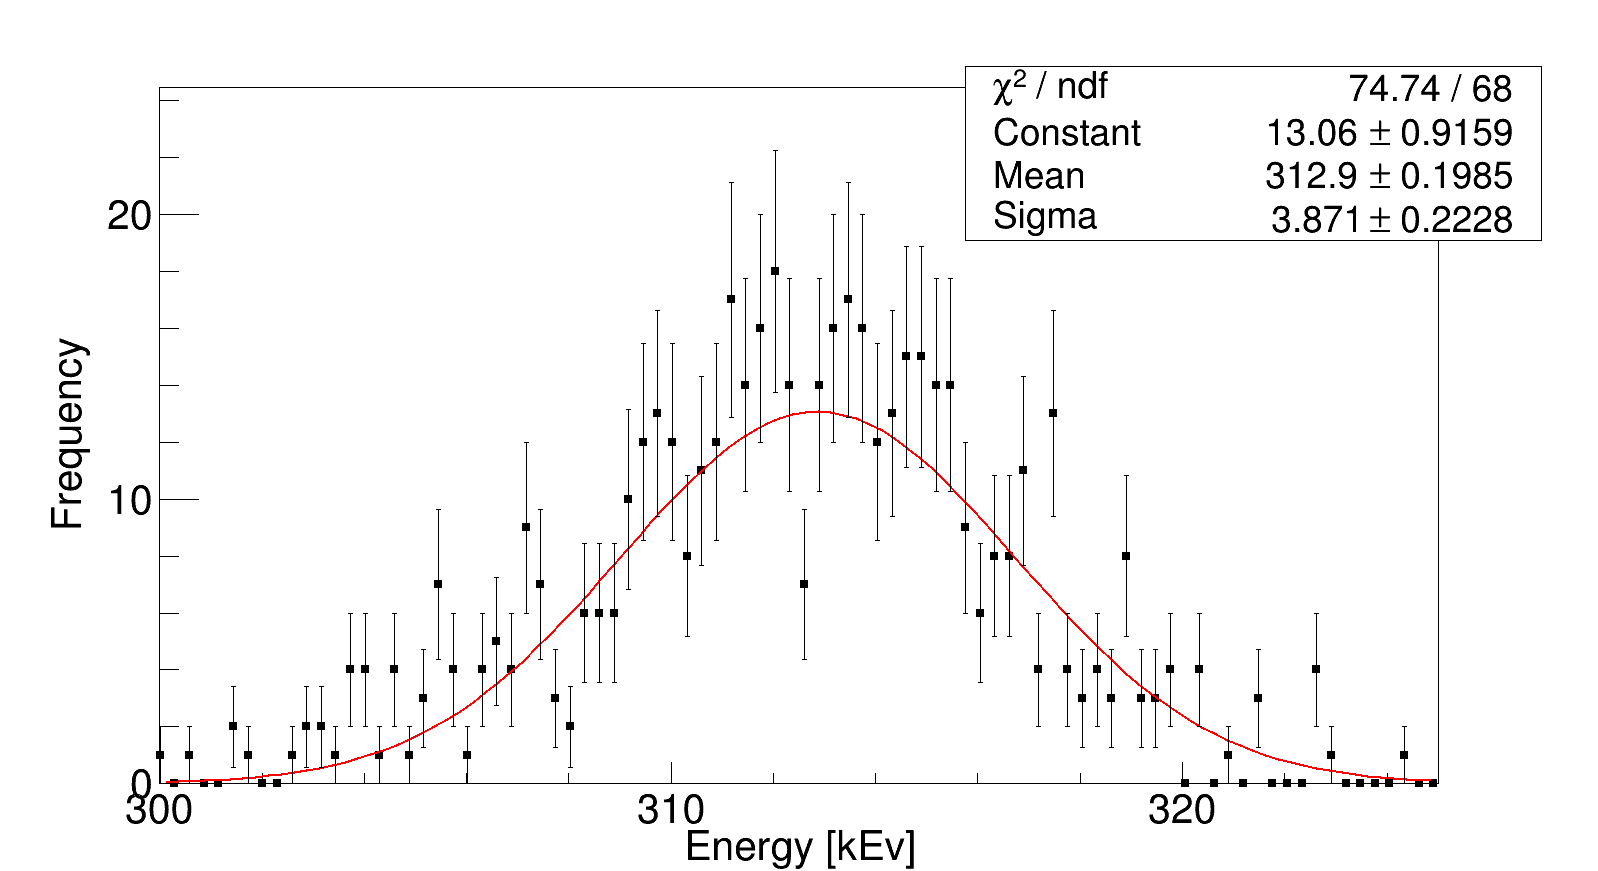 χ² / ndf 74.74 / 68
Constant 13.06 ± 0.9159
Mean 312.9 ± 0.1985
Sigma 3.871 ± 0.2228
20
10
0
Frequency
300 310 320
Energy [kEv]